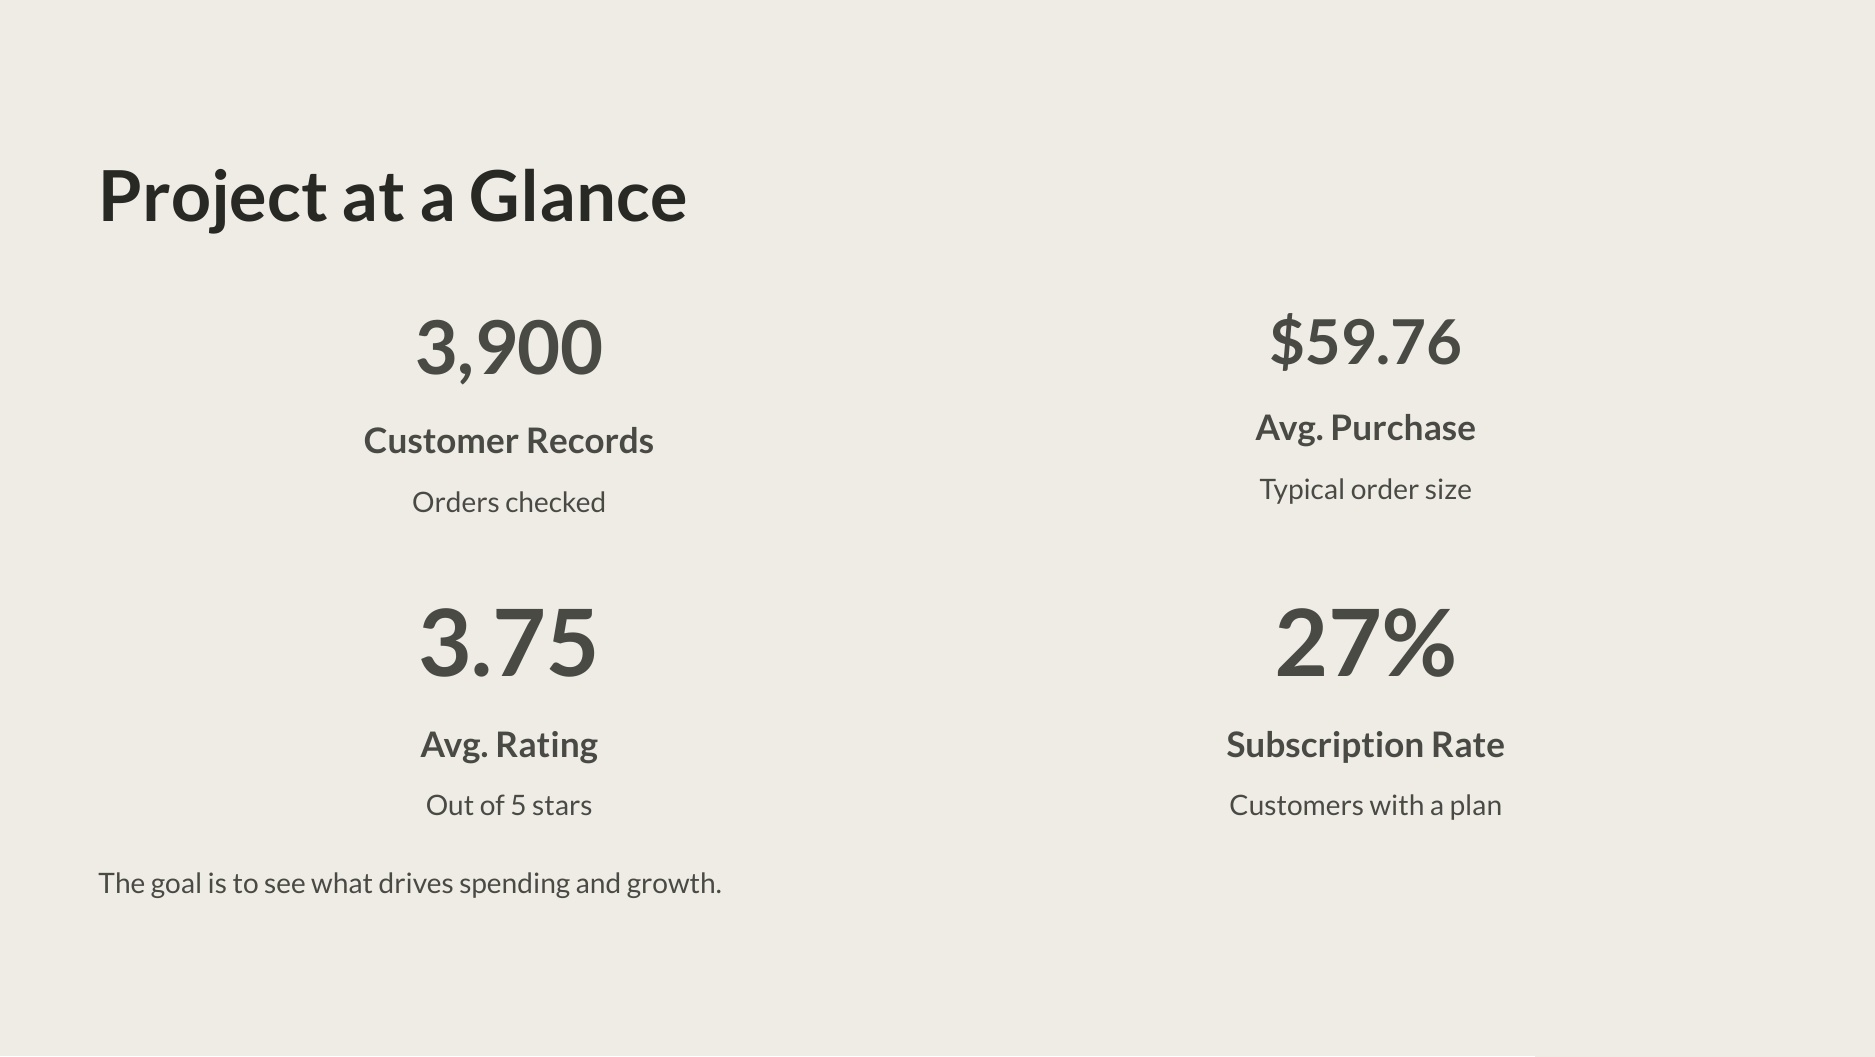 Project at a Glance
3,900
Customer Records
Orders checked
$59.76
Avg. Purchase
Typical order size
3.75
Avg. Rating
Out of 5 stars
27%
Subscription Rate
Customers with a plan
The goal is to see what drives spending and growth.